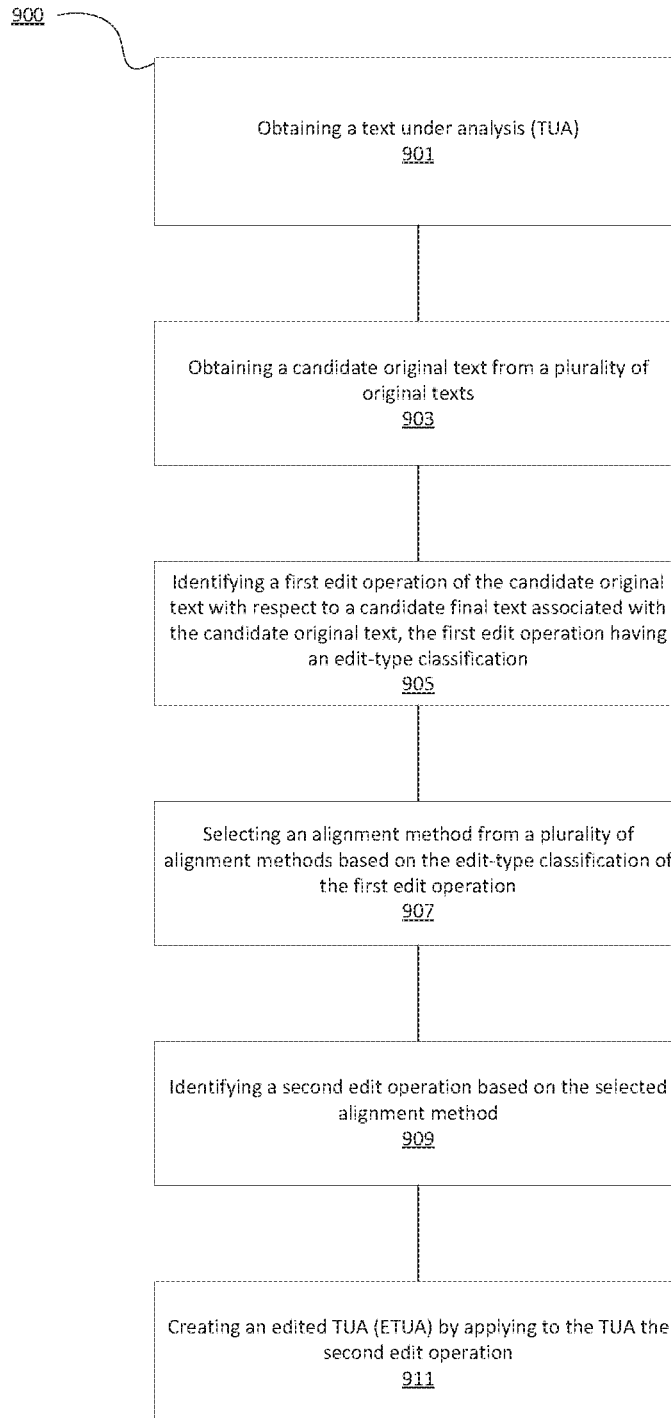 900
Obtaining a text under analysis (TUA)
901
Obtaining a candidate original text from a plurality of
original texts
903
Identifying a first edit operation of the candidate original
text with respect to a candidate final text associated with
the candidate original text, the first edit operation having
an edit-type classification
905
Selecting an alignment method from a plurality of
alignment methods based on the edit-type classification of
the first edit operation
907
Identifying a second edit operation based on the selected
alignment method
909
Creating an edited TUA (ETUA) by applying to the TUA the
second edit operation
911